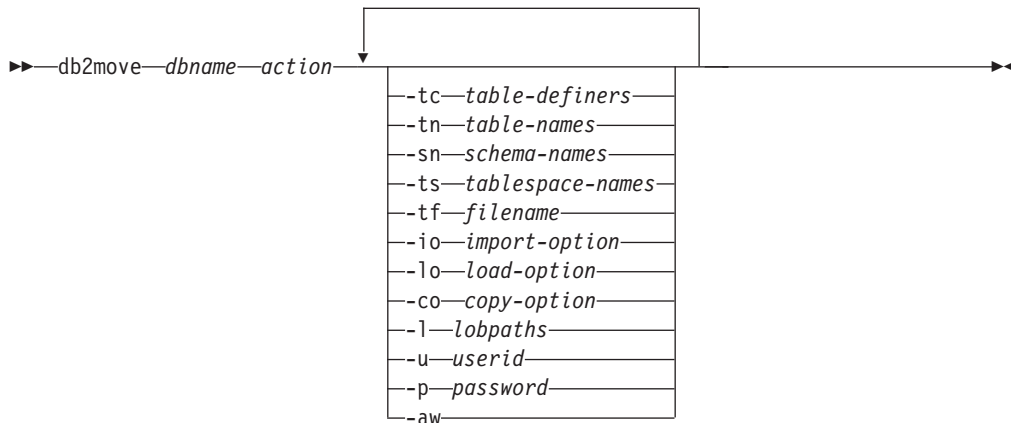 db2move dbname action
-tc table-definers
-tn table-names
-sn schema-names
-ts tablespace-names
-tf filename
-io import-option
-lo load-option
-co copy-option
-l lobpaths
-u userid
-p password
-aw